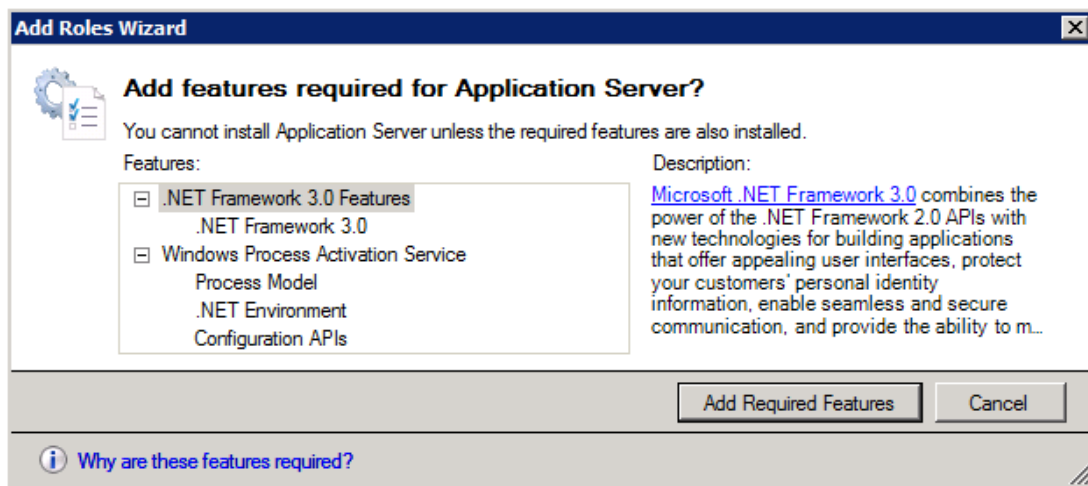 Add Roles Wizard
Add features required for Application Server?
You cannot install Application Server unless the required features are also installed.
Features:
.NET Framework 3.0 Features
.NET Framework 3.0
Windows Process Activation Service
Process Model
.NET Environment
Configuration APIs
Description:
Microsoft .NET Framework 3.0 combines the
power of the .NET Framework 2.0 APIs with
new technologies for building applications
that offer appealing user interfaces, protect
your customers' personal identity
information, enable seamless and secure
communication, and provide the ability to m...
Add Required Features
Cancel
Why are these features required?